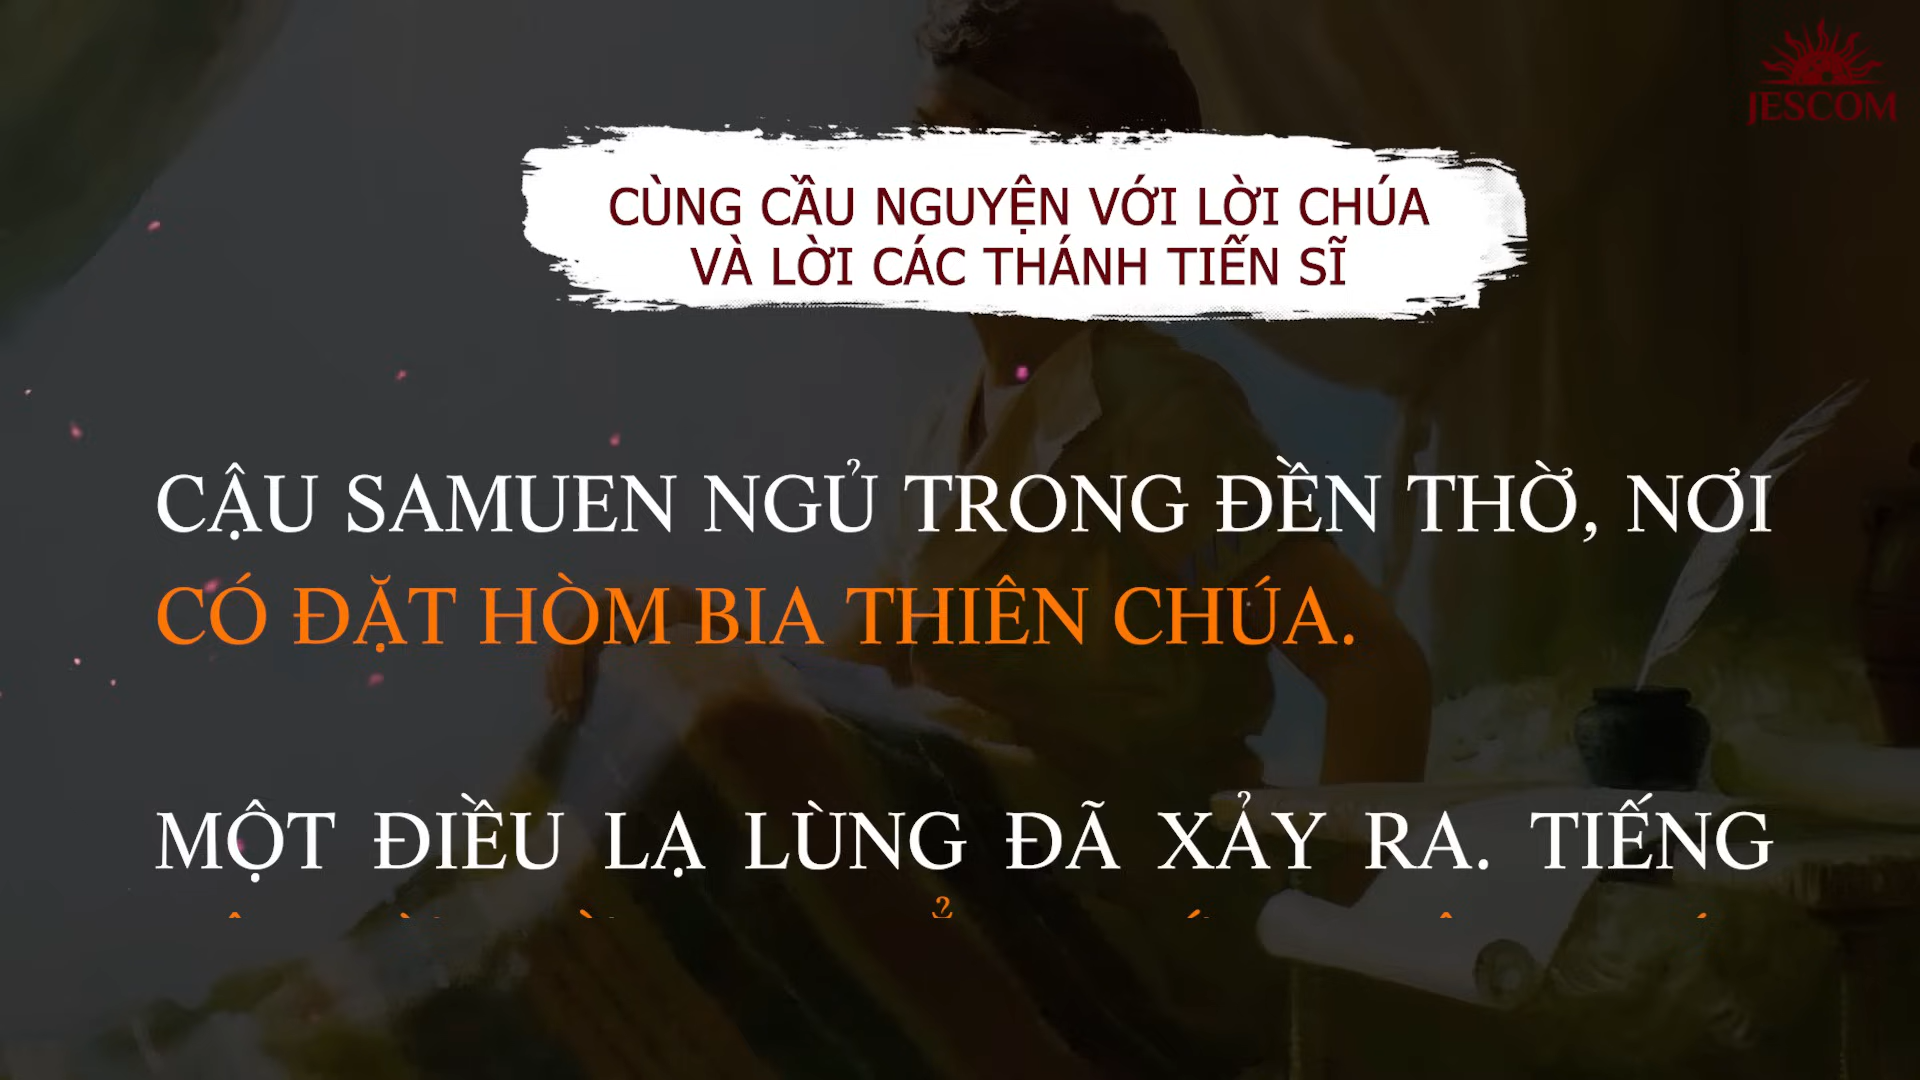 JESCOM
CÙNG CẦU NGUYỆN VỚI LỜI CHÚA
VÀ LỜI CÁC THÁNH TIẾN SĨ
CẬU SAMUEN NGỦ TRONG ĐỀN THỜ, NƠI
CÓ ĐẶT HÒM BIA THIÊN CHÚA.
MỘT ĐIỀU LẠ LÙNG ĐÃ XẢY RA. TIẾNG